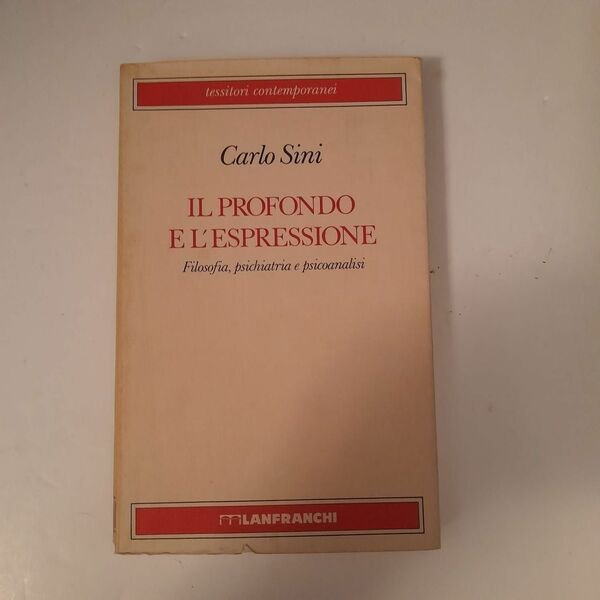 tessitori contemporanei
Carlo Sini
IL PROFONDO
E L'ESPRESSIONE
Filosofia, psichiatria e psicoanalisi
LANFRANCHI